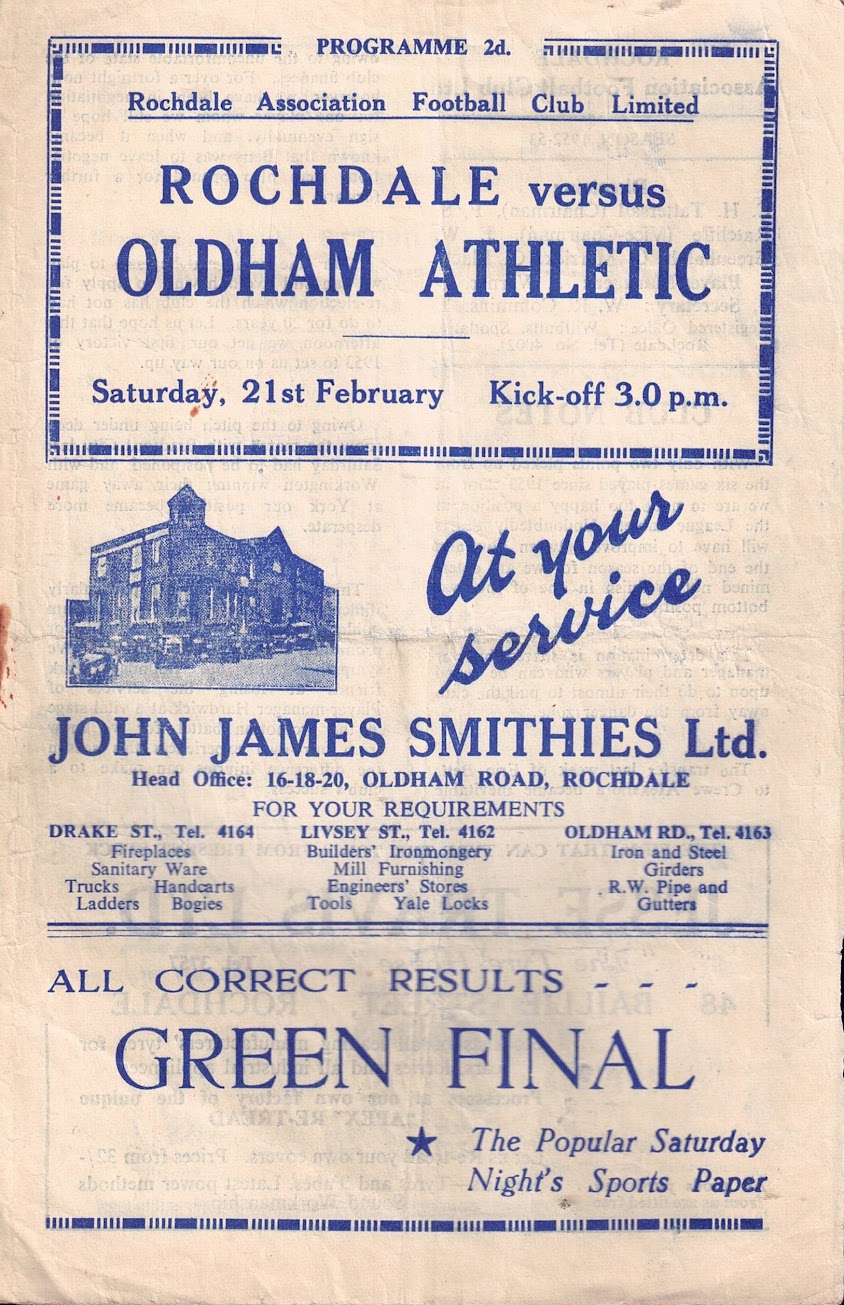 PROGRAMME 2d.
Rochdale Association Football Club Limited
ROCHDALE versus
OLDHAM ATHLETIC
Saturday, 21st February Kick-off 3.0 p.m.
At your
service
JOHN JAMES SMITHIES Ltd.
Head Office: 16-18-20, OLDHAM ROAD, ROCHDALE
FOR YOUR REQUIREMENTS
DRAKE ST., Tel. 4164
Fireplaces
Sanitary Ware
Trucks Handcarts
Ladders Bogies
LIVSEY ST., Tel. 4162
Builders' Ironmongery
Mill Furnishing
Engineers' Stores
Tools Yale Locks
OLDHAM RD., Tel. 4163
Iron and Steel
Girders
R.W. Pipe and
Gutters
ALL CORRECT RESULTS - - -
GREEN FINAL
★ The Popular Saturday
Night's Sports Paper